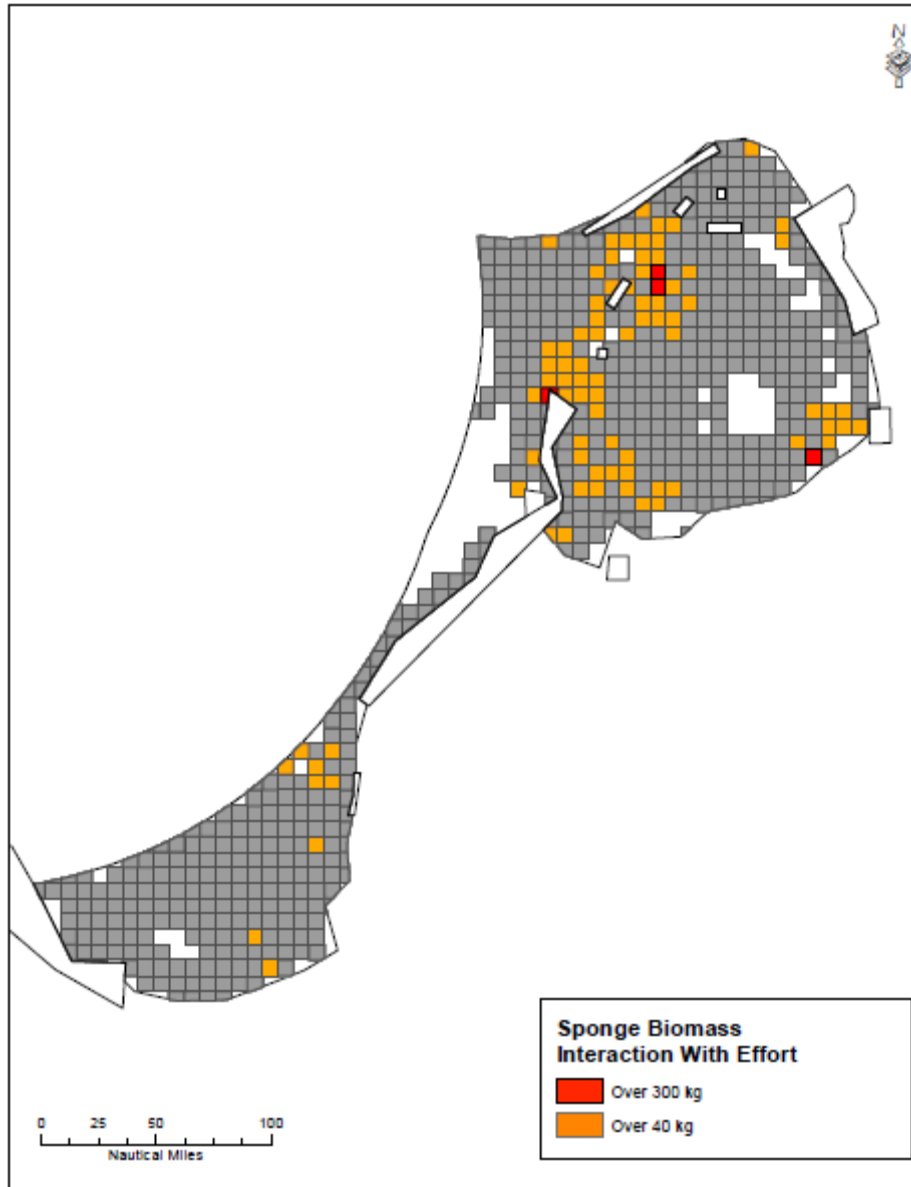 N
Sponge Biomass
Interaction With Effort
Over 300 kg
Over 40 kg
0 25 50 100
Nautical Miles